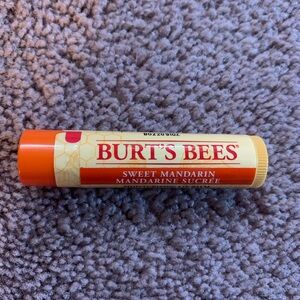 BURT'S BEES
SWEET MANDARIN
MANDARINE SUCRÉE